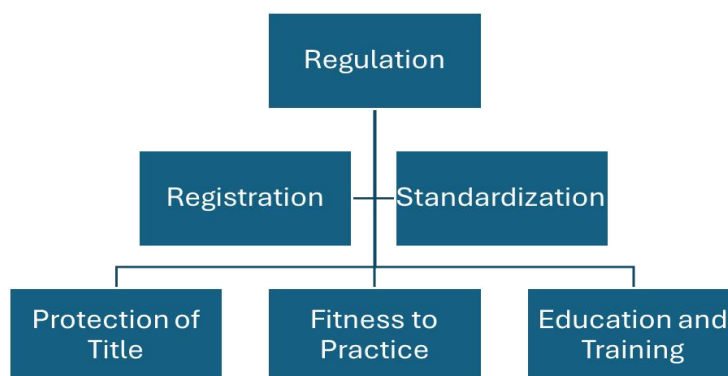 Regulation
Registration
Standardization
Protection of
Title
Fitness to
Practice
Education and
Training